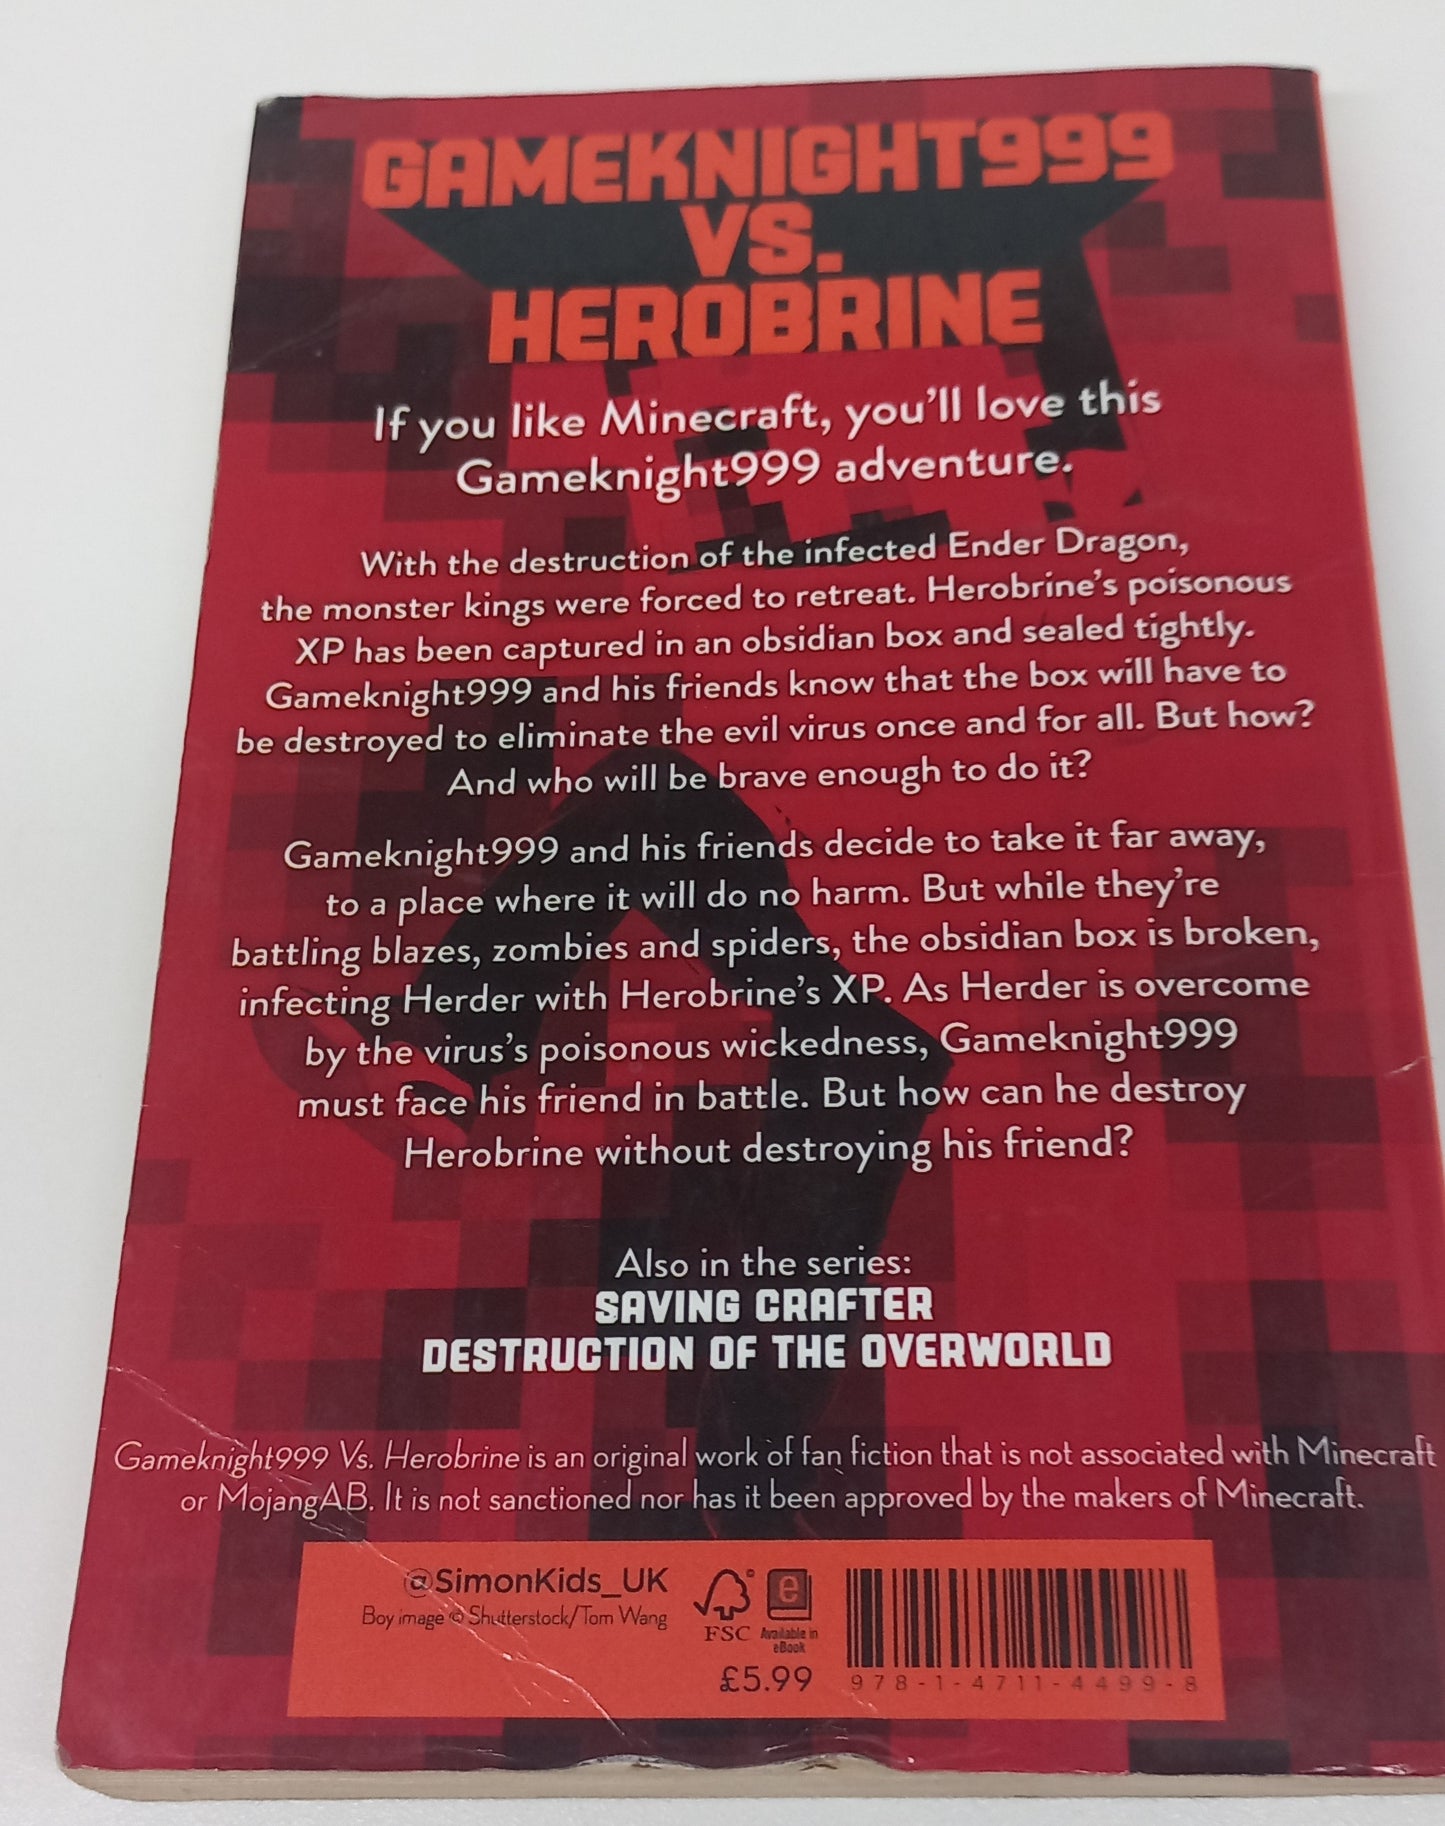 GAMEKNIGHT999
VS.
HEROBRINE
If you like Minecraft, you'll love this
Gameknight999 adventure.
With the destruction of the infected Ender Dragon,
the monster kings were forced to retreat. Herobrine's poisonous
XP has been captured in an obsidian box and sealed tightly.
Gameknight999 and his friends know that the box will have to
be destroyed to eliminate the evil virus once and for all. But how?
And who will be brave enough to do it?
Gameknight999 and his friends decide to take it far away,
to a place where it will do no harm. But while they're
battling blazes, zombies and spiders, the obsidian box is broken,
infecting Herder with Herobrine's XP. As Herder is overcome
by the virus's poisonous wickedness, Gameknight999
must face his friend in battle. But how can he destroy
Herobrine without destroying his friend?
Also in the series:
SAVING CRAFTER
DESTRUCTION OF THE OVERWORLD
Gameknight999 Vs. Herobrine is an original work of fan fiction that is not associated with Minecraft
or MojangAB. It is not sanctioned nor has it been approved by the makers of Minecraft.
@SimonKids_UK
Boy image © Shutterstock/Tom Wang
FSC
e
Available in
eBook
£5.99
978-1-4711-4499-8